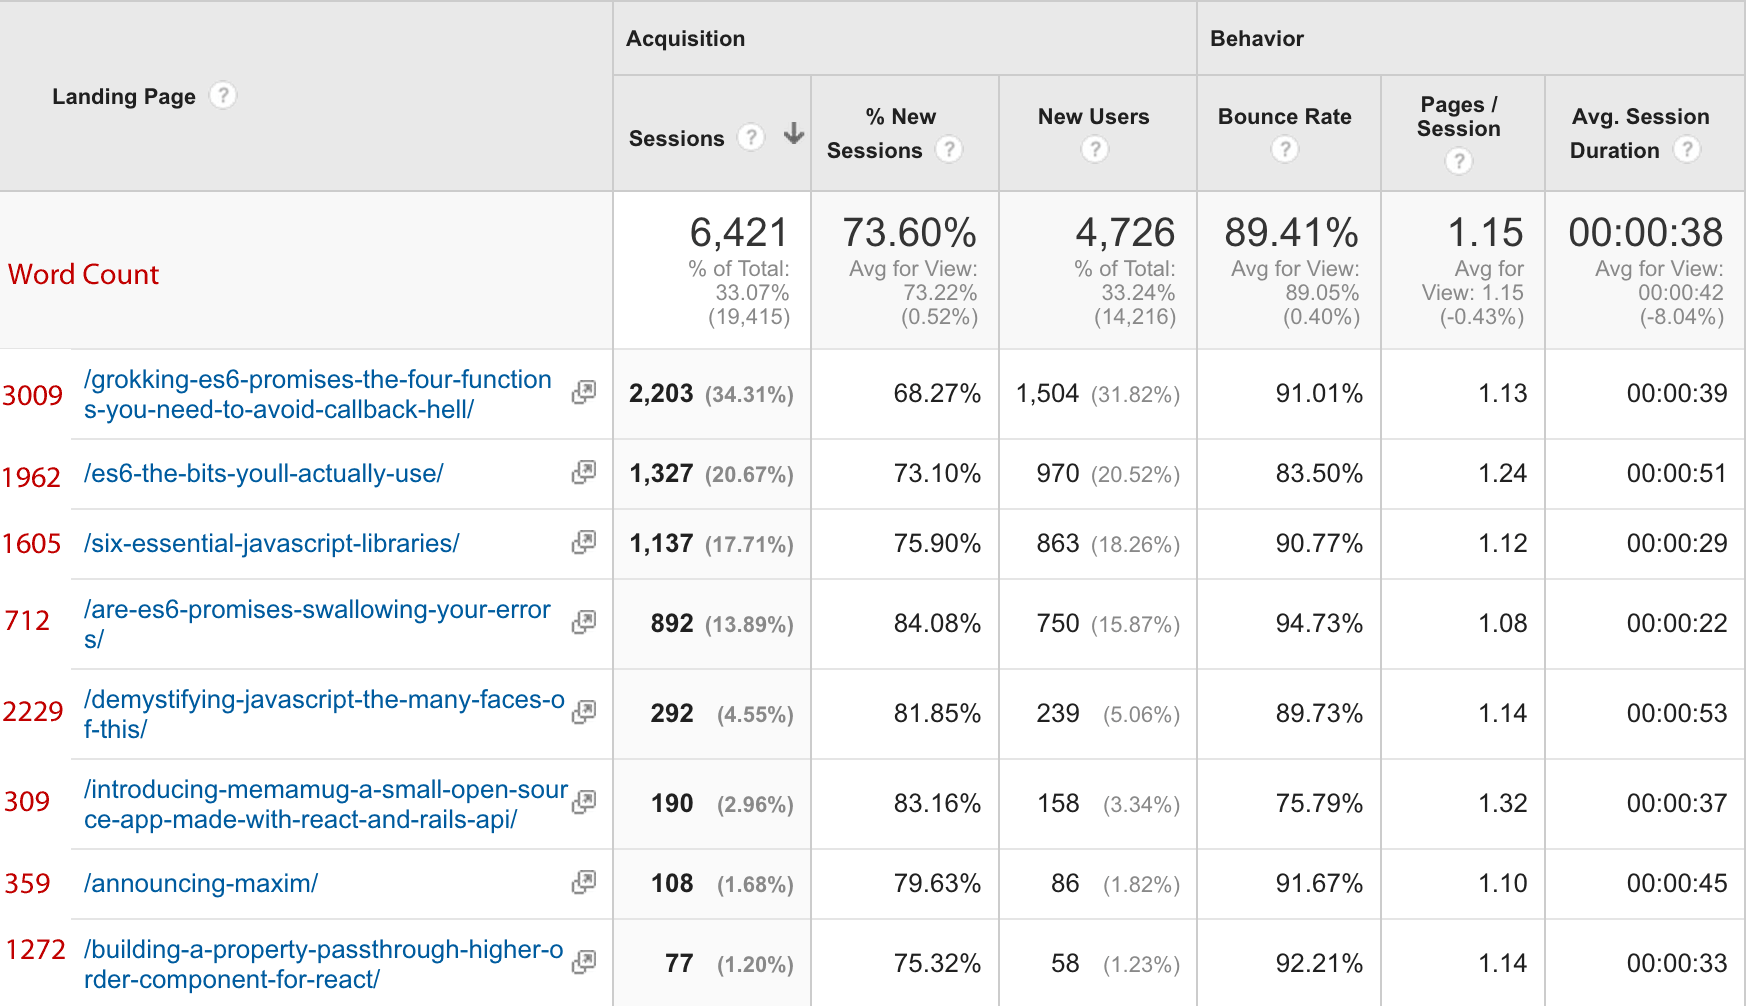 Acquisition
Behavior
Landing Page ?
Sessions ?
% New
Sessions ?
New Users
?
Bounce Rate
?
Pages /
Session
?
Avg. Session
Duration ?
Word Count
6,421
% of Total:
33.07%
(19,415)
73.60%
Avg for View:
73.22%
(0.52%)
4,726
% of Total:
33.24%
(14,216)
89.41%
Avg for View:
89.05%
(0.40%)
1.15
Avg for
View: 1.15
(-0.43%)
00:00:38
Avg for View:
00:00:42
(-8.04%)
3009
/grokking-es6-promises-the-four-function
s-you-need-to-avoid-callback-hell/
2,203 (34.31%)
68.27%
1,504 (31.82%)
91.01%
1.13
00:00:39
1962
/es6-the-bits-youll-actually-use/
1,327 (20.67%)
73.10%
970 (20.52%)
83.50%
1.24
00:00:51
1605
/six-essential-javascript-libraries/
1,137 (17.71%)
75.90%
863 (18.26%)
90.77%
1.12
00:00:29
712
/are-es6-promises-swallowing-your-error
s/
892 (13.89%)
84.08%
750 (15.87%)
94.73%
1.08
00:00:22
2229
/demystifying-javascript-the-many-faces-o
f-this/
292 (4.55%)
81.85%
239 (5.06%)
89.73%
1.14
00:00:53
309
/introducing-memamug-a-small-open-sour
ce-app-made-with-react-and-rails-api/
190 (2.96%)
83.16%
158 (3.34%)
75.79%
1.32
00:00:37
359
/announcing-maxim/
108 (1.68%)
79.63%
86 (1.82%)
91.67%
1.10
00:00:45
1272
/building-a-property-passthrough-higher-o
rder-component-for-react/
77 (1.20%)
75.32%
58 (1.23%)
92.21%
1.14
00:00:33